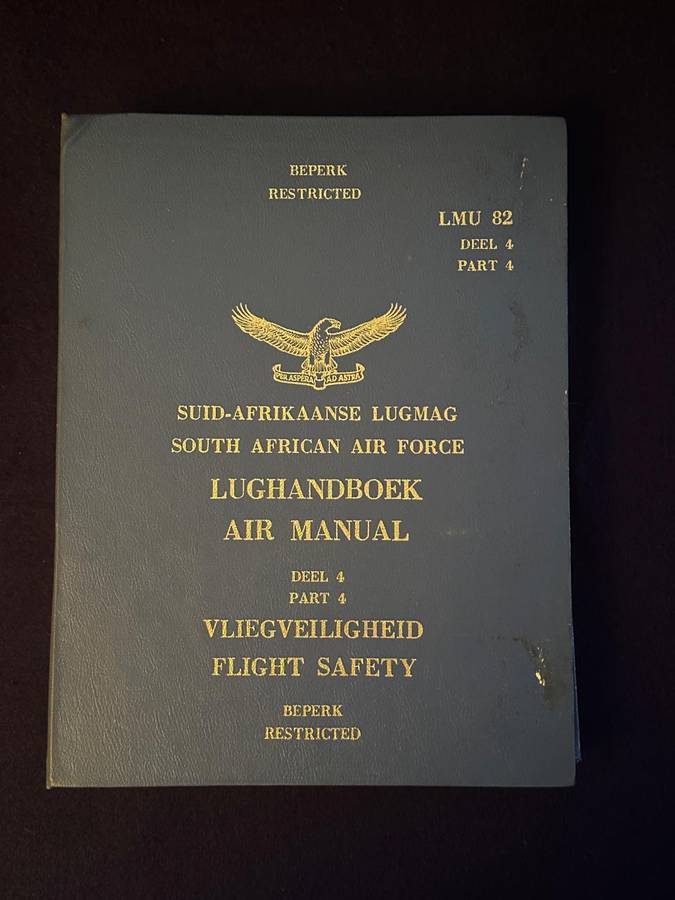 BEPERK
RESTRICTED
LMU 82
DEEL 4
PART 4
PER ASPERA AD ASTRA
SUID-AFRIKAANSE LUGMAG
SOUTH AFRICAN AIR FORCE
LUGHANDBOEK
AIR MANUAL
DEEL 4
PART 4
VLIEGVEILIGHEID
FLIGHT SAFETY
BEPERK
RESTRICTED